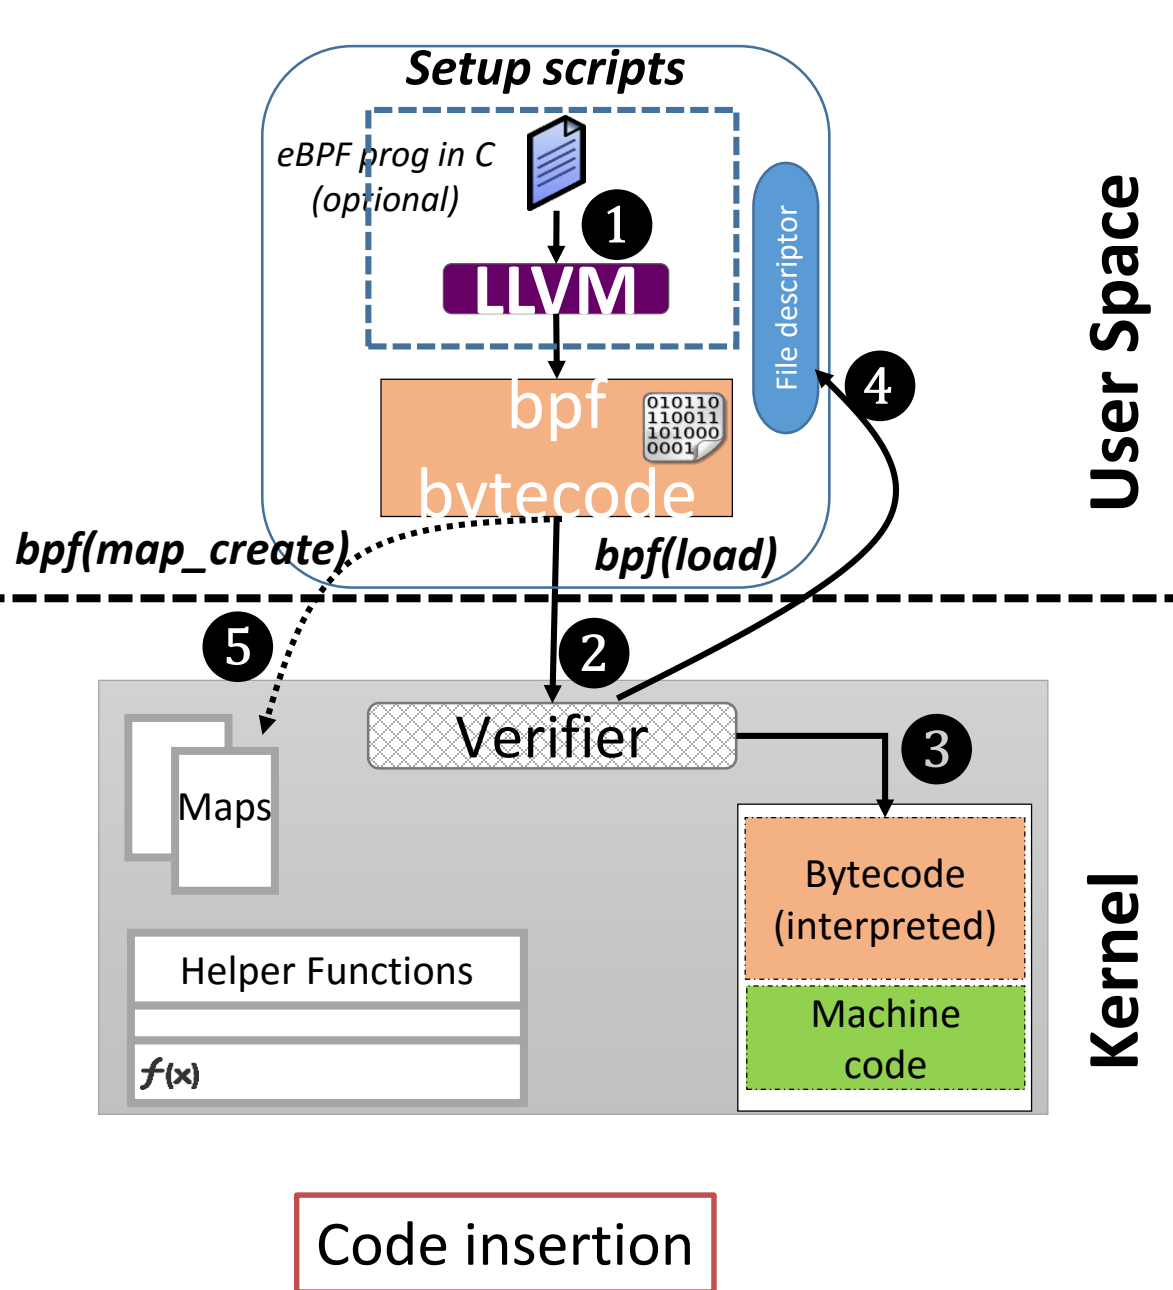 Setup scripts
eBPF prog in C
(optional)
1
LLVM
File descriptor
User Space
4
bpf
bytecode
010110
110011
101000
0001
bpf(map_create)
bpf(load)
5
2
Verifier
3
Maps
Bytecode
(interpreted)
Kernel
Helper Functions
Machine
code
f(x)
Code insertion